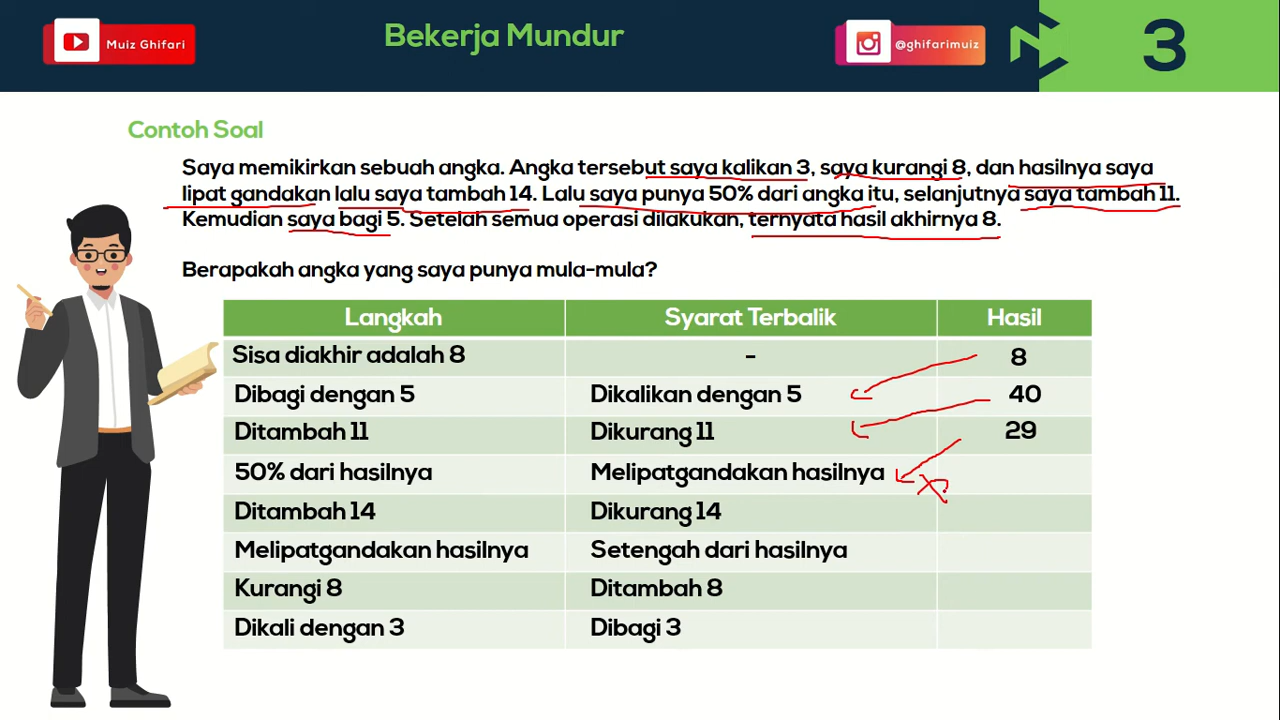 Muiz Ghifari
Bekerja Mundur
@ghifarimuiz
3
Contoh Soal
Saya memikirkan sebuah angka. Angka tersebut saya kalikan 3, saya kurangi 8, dan hasilnya saya
lipat gandakan lalu saya tambah 14. Lalu saya punya 50% dari angka itu, selanjutnya saya tambah 11.
Kemudian saya bagi 5. Setelah semua operasi dilakukan, ternyata hasil akhirnya 8.
Berapakah angka yang saya punya mula-mula?
Langkah Syarat Terbalik Hasil
Sisa diakhir adalah 8 - 8
Dibagi dengan 5 Dikalikan dengan 5 40
Ditambah 11 Dikurang 11 29
50% dari hasilnya Melipatgandakan hasilnya
Ditambah 14 Dikurang 14
Melipatgandakan hasilnya Setengah dari hasilnya
Kurangi 8 Ditambah 8
Dikali dengan 3 Dibagi 3